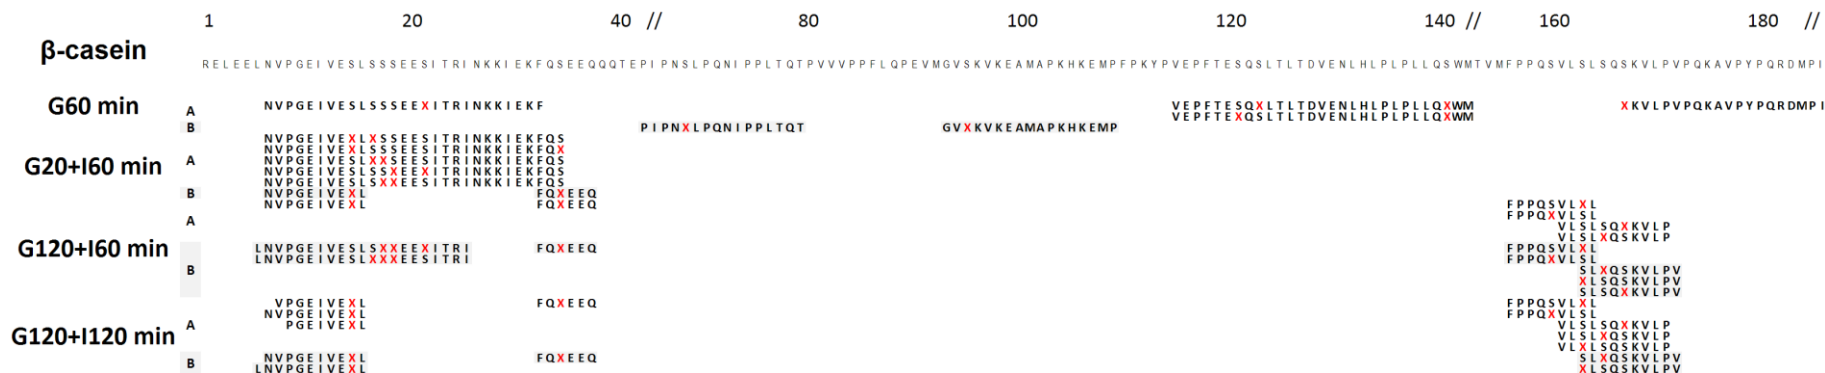 1 20 40 // 80 100 120 140 // 160 180 //
β-casein
RELEELNVPGEIVESLSSSEESITRINKKIEKFQSEEQQQTEPIPNSLPQNIPPLTQTPVVVPPFLQPEVMGVSKVKEAMAPKHKEMPFPKYPVEPFTESQSLTLTDVENLHLPLPLLQSWMTVMFPPQSVLSLSQSKVLPVPQKAVPYPQRDMPI
G60 min
A NVPGEIVESLSSSEEXITRINKKIEKF VEPFTESQXLTLTDVENLHLPLPLLQXWM XKVLPVPQKAVPYPQRDMPI
VEPFTEXQSLTLTDVENLHLPLPLLQXWM
B PIPNXLPQNIPPLTQT GVXKVKEAMAPKHKEMP
G20+I60 min
NVPGEIVEXLXSSEESITRINKKIEKFQS
NVPGEIVEXLSSSEESITRINKKIEKFQX
A NVPGEIVESLXXSEESITRINKKIEKFQS
NVPGEIVESLSSXEEXITRINKKIEKFQS
NVPGEIVESLSXXEESITRINKKIEKFQS
B NVPGEIVEXL FQXEEQ
G120+I60 min
NVPGEIVEXL FQXEEQ FPPQSVLXL
A FPPQXVLSL
VLSLSQXKVLP
VLSLXQSKVLP
LNVPGEIVESLSXXEEXITRI FQXEEQ FPPQSVLXL
LNVPGEIVESLXXXEESITRI FPPQXVLSL
B SLXQSKVLPV
XLSQSKVLPV
SLSQXKVLPV
G120+I120 min
VPGEIVEXL FQXEEQ FPPQSVLXL
NVPGEIVEXL FPPQXVLSL
A PGEIVEXL VLSLSQXKVLP
VLSLXQSKVLP
VLXLSQSKVLP
B NVPGEIVEXL FQXEEQ SLXQSKVLPV
LNVPGEIVEXL XLSQSKVLPV